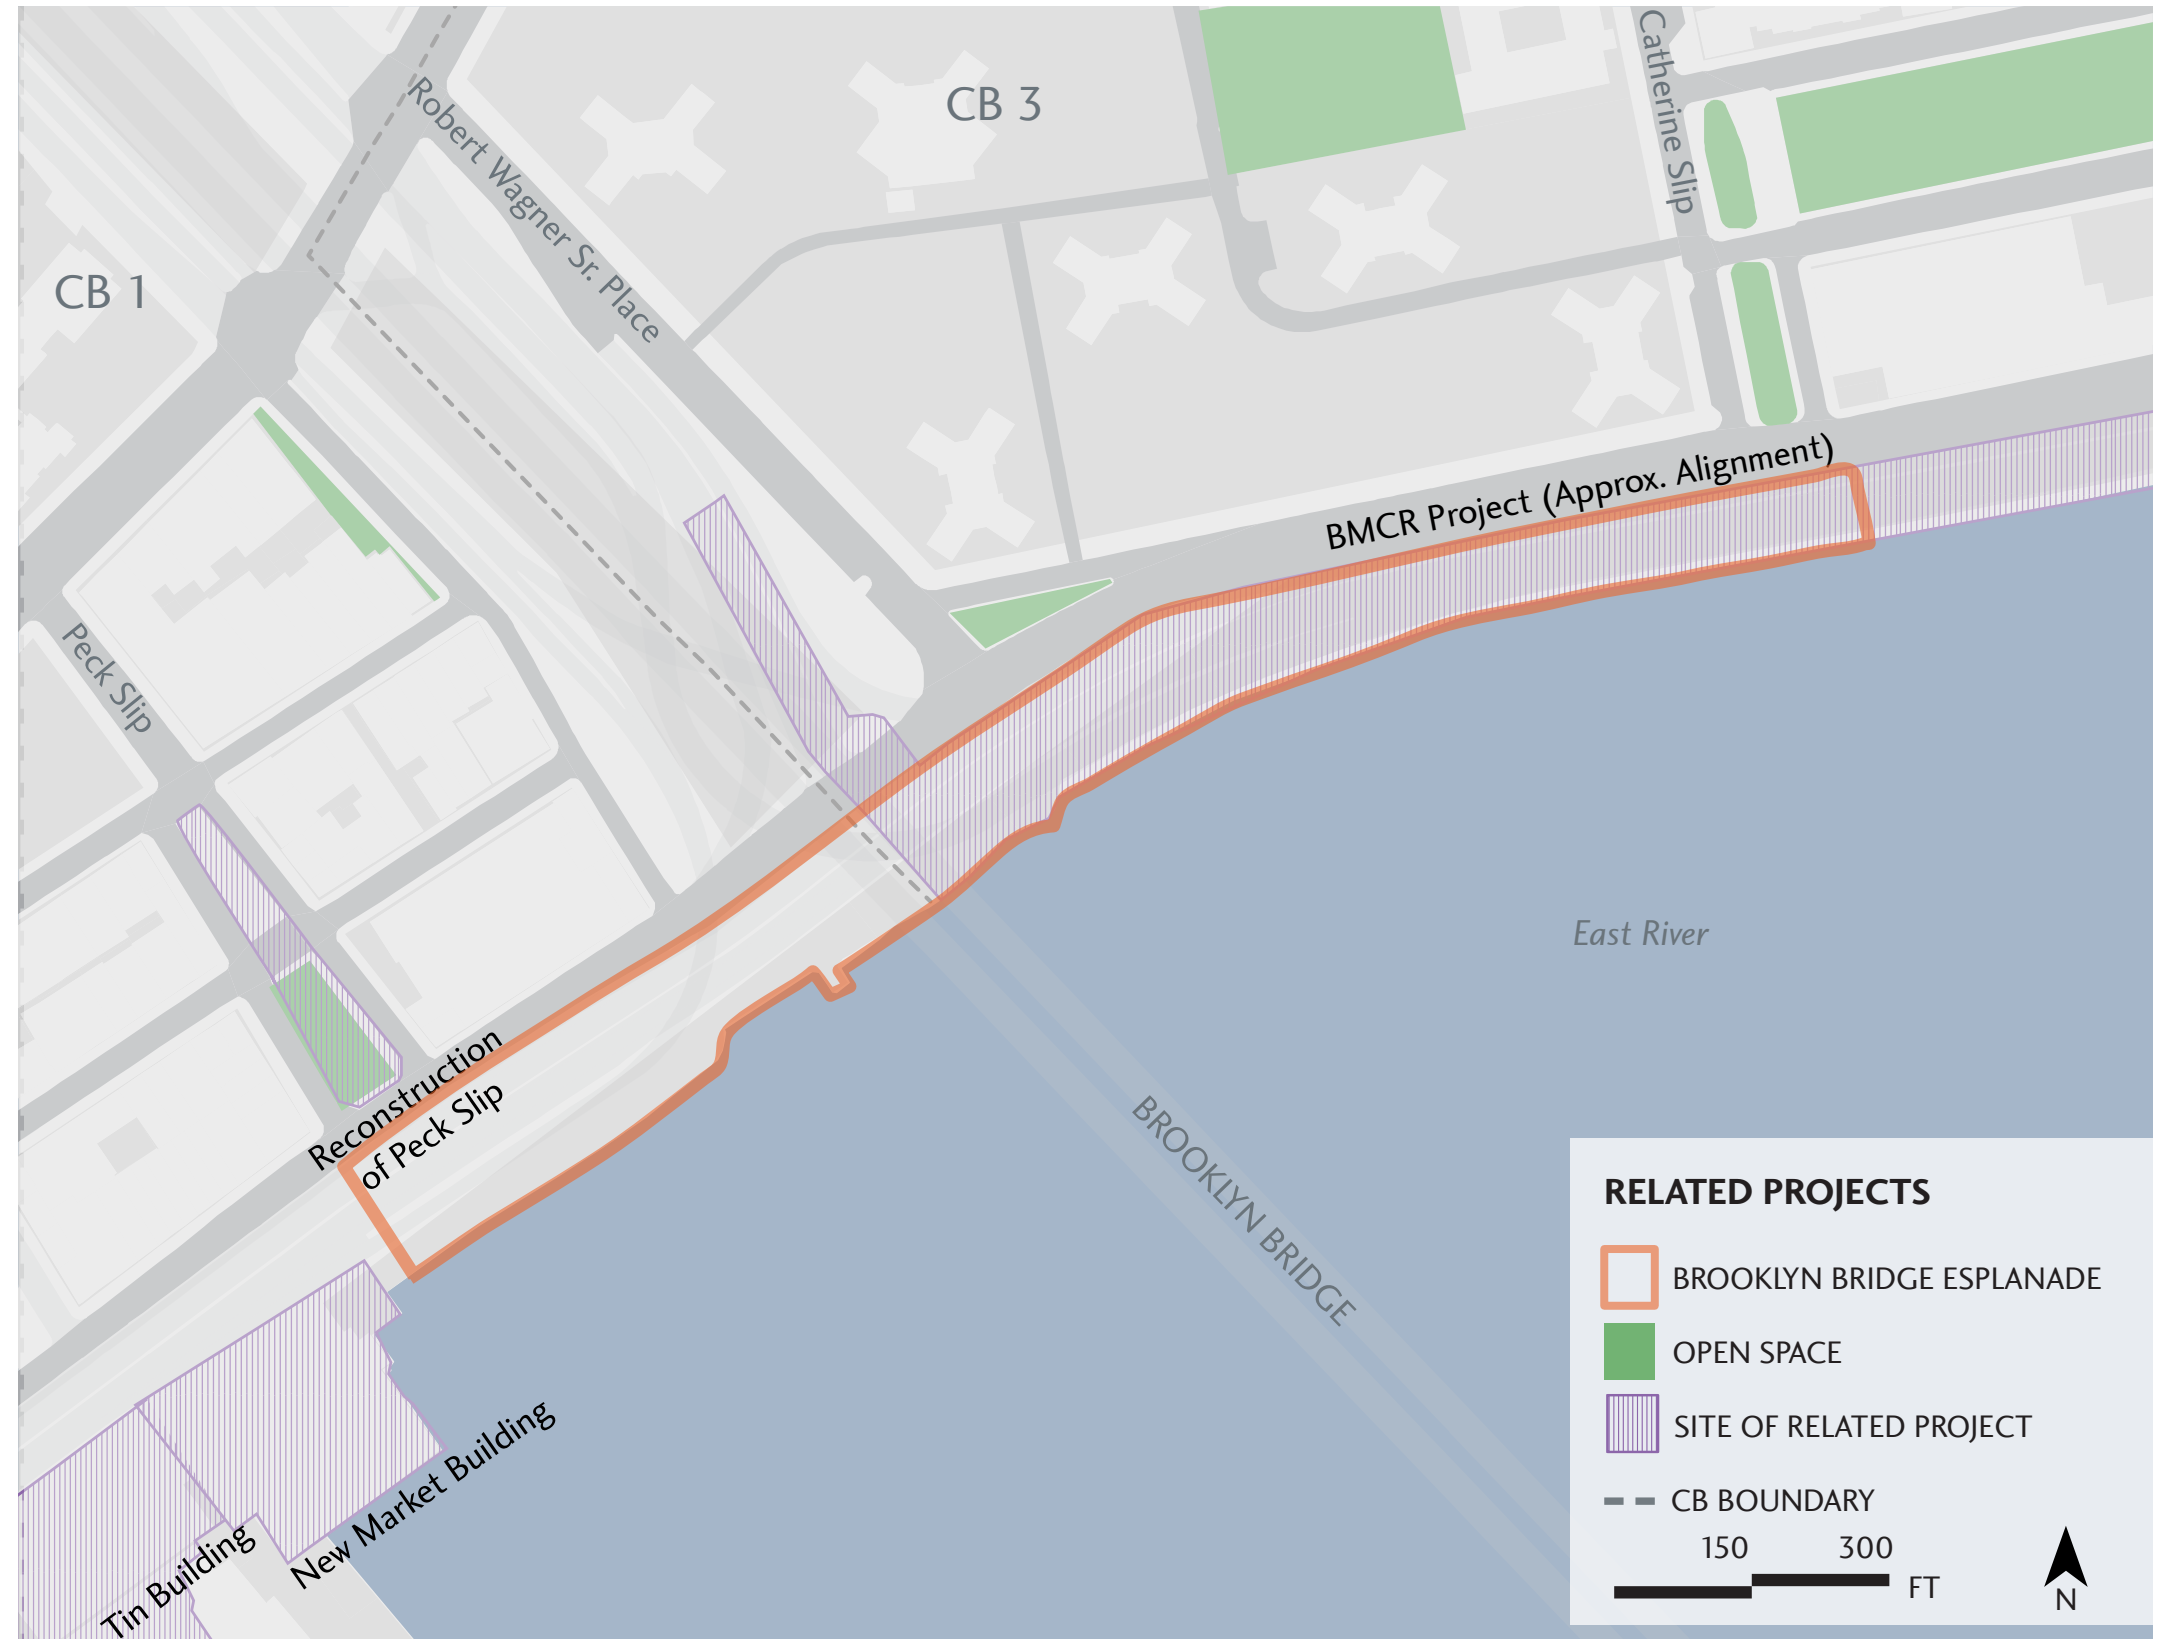 Catherine Slip
CB 3
Robert Wagner Sr. Place
CB 1
BMCR Project (Approx. Alignment)
Peck Slip
East River
Reconstruction
of Peck Slip
BROOKLYN BRIDGE
New Market Building
Tin Building
RELATED PROJECTS
BROOKLYN BRIDGE ESPLANADE
OPEN SPACE
SITE OF RELATED PROJECT
CB BOUNDARY
150 300
FT
N